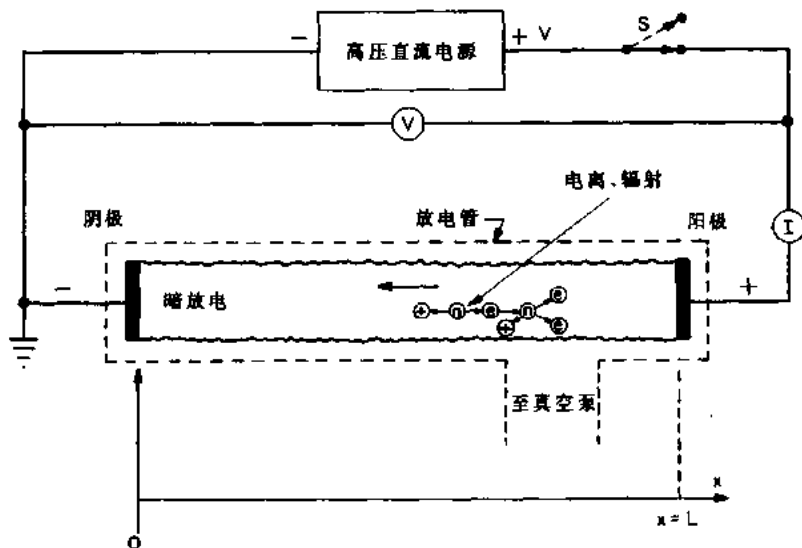 - 高压直流电源 + V S
V
电离、辐射
阴极 放电管 阳极
I
- 暗放电 +
+ n e n e
+ e
至真空泵
x
x = L
0